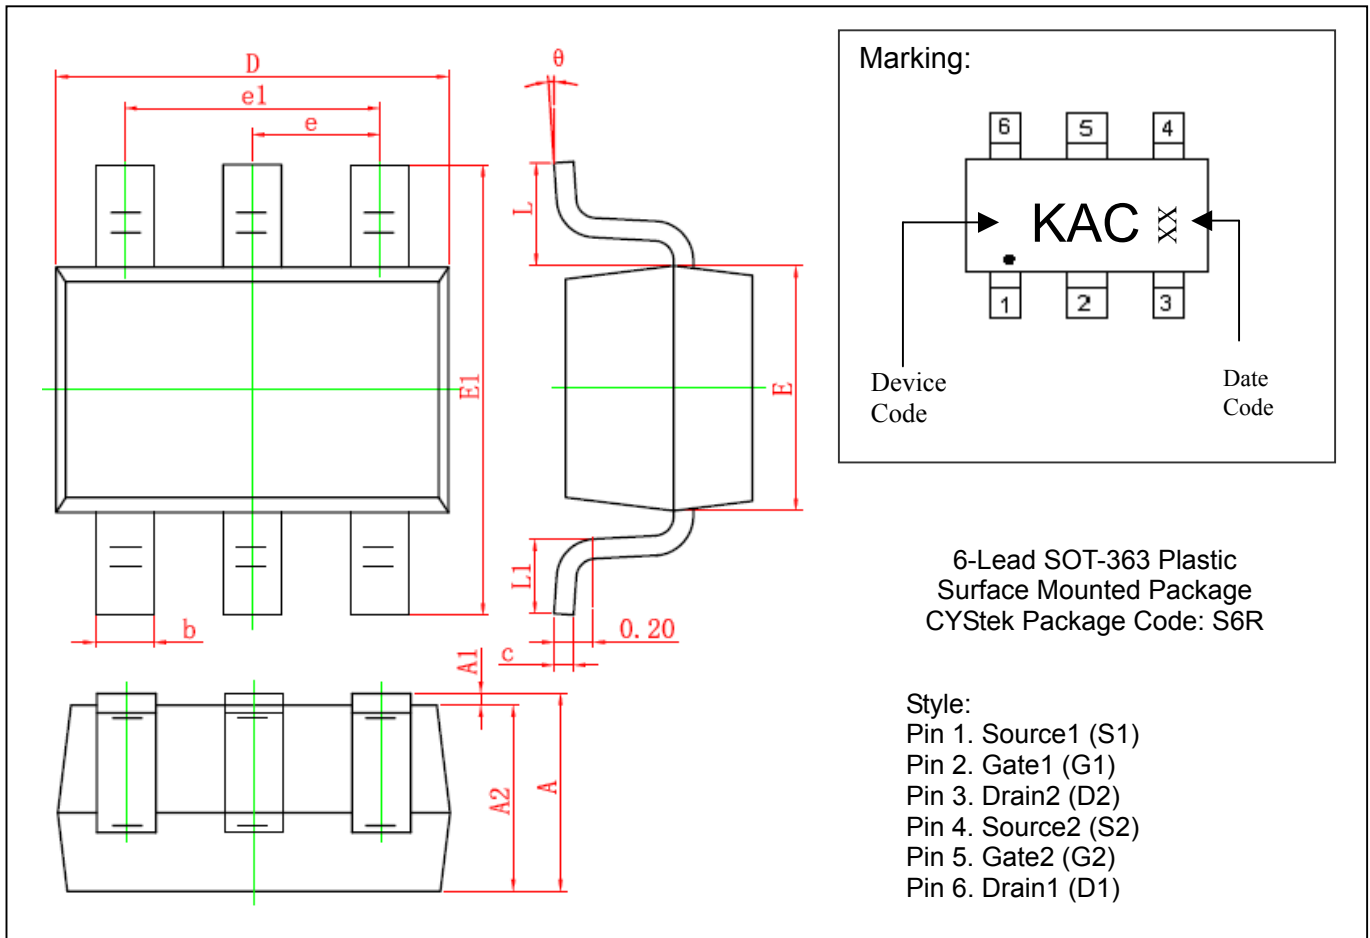 D
e1
e
E1
b
θ
L
E
L1
0.20
c
A1
A2
A
Marking:
6 5 4
KAC XX
1 2 3
Device
Code
Date
Code
6-Lead SOT-363 Plastic
Surface Mounted Package
CYStek Package Code: S6R
Style:
Pin 1. Source1 (S1)
Pin 2. Gate1 (G1)
Pin 3. Drain2 (D2)
Pin 4. Source2 (S2)
Pin 5. Gate2 (G2)
Pin 6. Drain1 (D1)